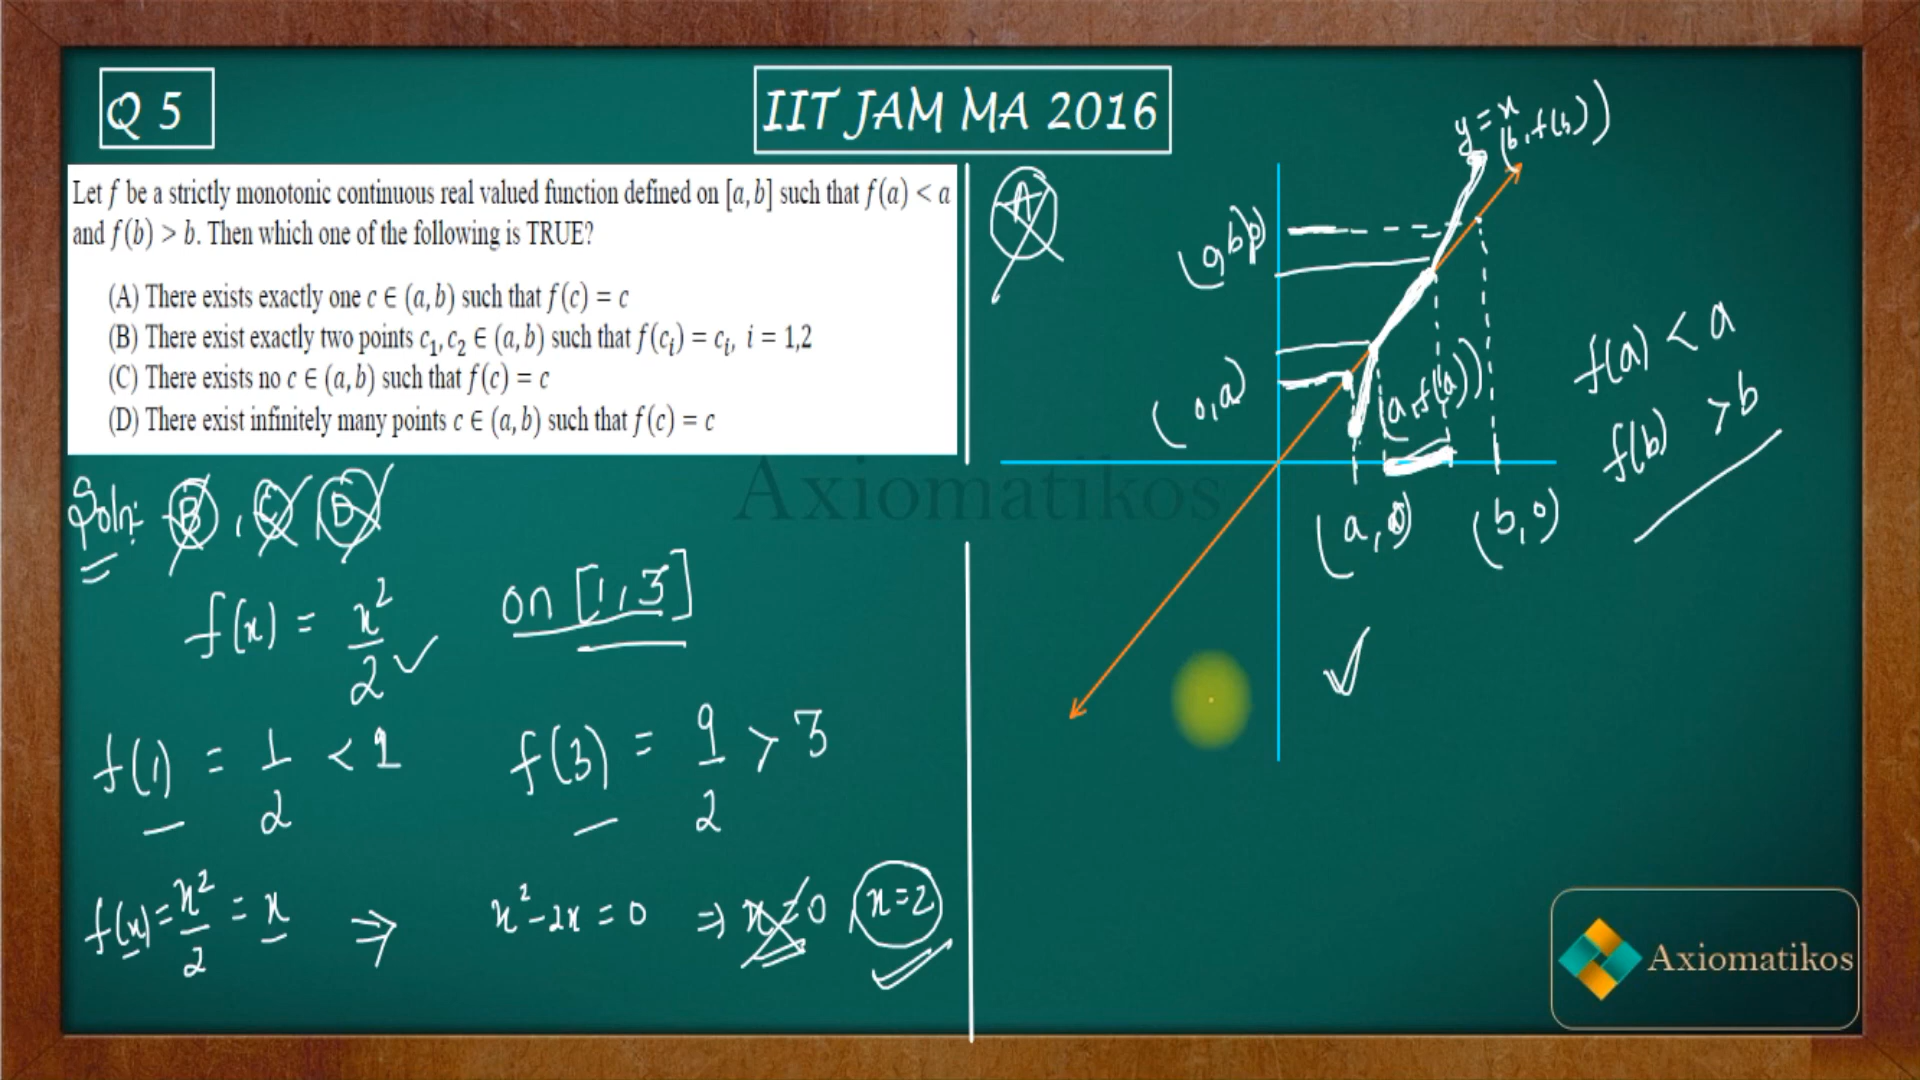 Q 5
IIT JAM MA 2016
Let f be a strictly monotonic continuous real valued function defined on [a, b] such that f(a) < a
and f(b) > b. Then which one of the following is TRUE?
(A) There exists exactly one c ∈ (a, b) such that f(c) = c
(B) There exist exactly two points c₁, c₂ ∈ (a, b) such that f(cᵢ) = cᵢ, i = 1,2
(C) There exists no c ∈ (a, b) such that f(c) = c
(D) There exist infinitely many points c ∈ (a, b) such that f(c) = c
Soln: B, C, D
f(x) = x²/2 on [1,3]
f(1) = 1/2 < 1 f(3) = 9/2 > 3
f(x) = x²/2 = x ⇒ x² - 2x = 0 ⇒ x = 0 x = 2
A
y = x
(b, f(b))
(0, a)
(a, f(a))
(b, 0)
f(a) < a
f(b) > b
Axiomatikos
Axiomatikos